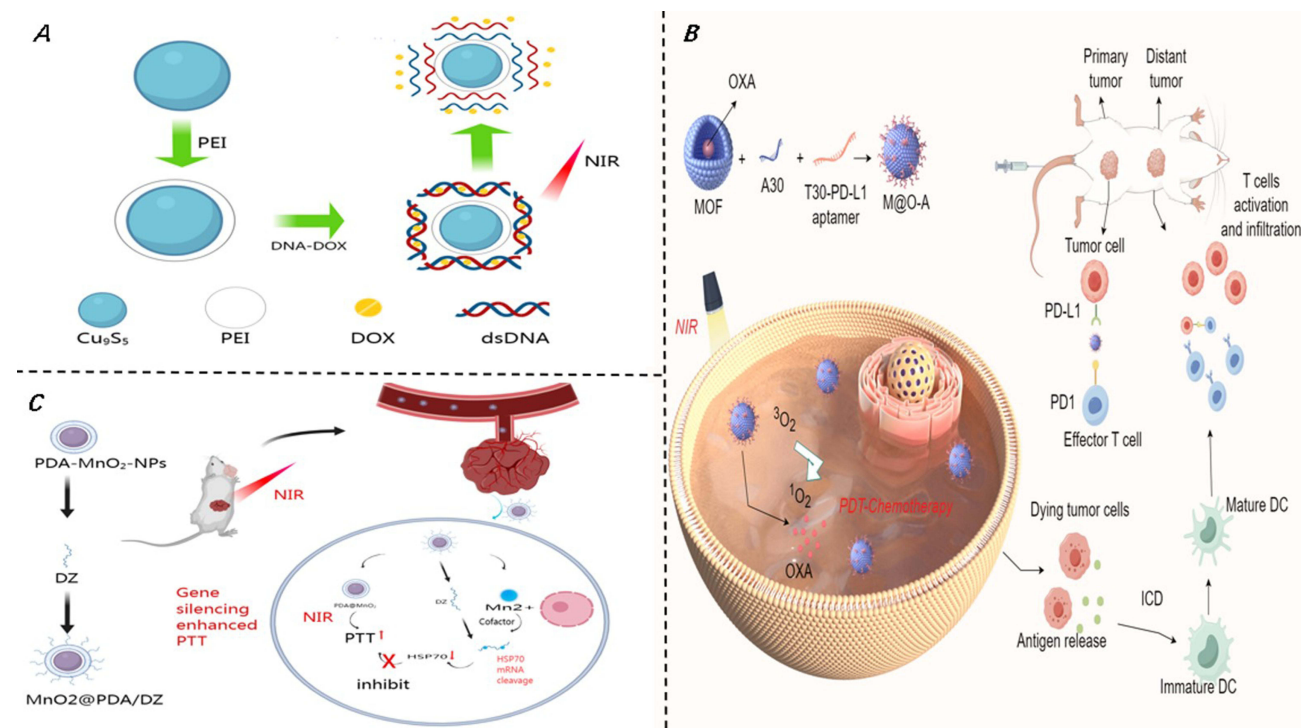 A
PEI
NIR
DNA-DOX
Cu₉S₅
PEI
DOX
dsDNA
B
Primary
tumor
Distant
tumor
OXA
MOF
+
A30
+
T30-PD-L1
aptamer
M@O-A
T cells
activation
and infiltration
Tumor cell
PD-L1
PD1
Effector T cell
NIR
³O₂
¹O₂
PDT-Chemotherapy
OXA
Dying tumor cells
Antigen release
ICD
Mature DC
Immature DC
C
PDA-MnO₂-NPs
NIR
DZ
Gene
silencing
enhanced
PTT
MnO2@PDA/DZ
PDA@MnO₂
DZ
Mn2+
Cofactor
NIR
PTT↑
HSP70↓
X
inhibit
HSP70
mRNA
cleavage